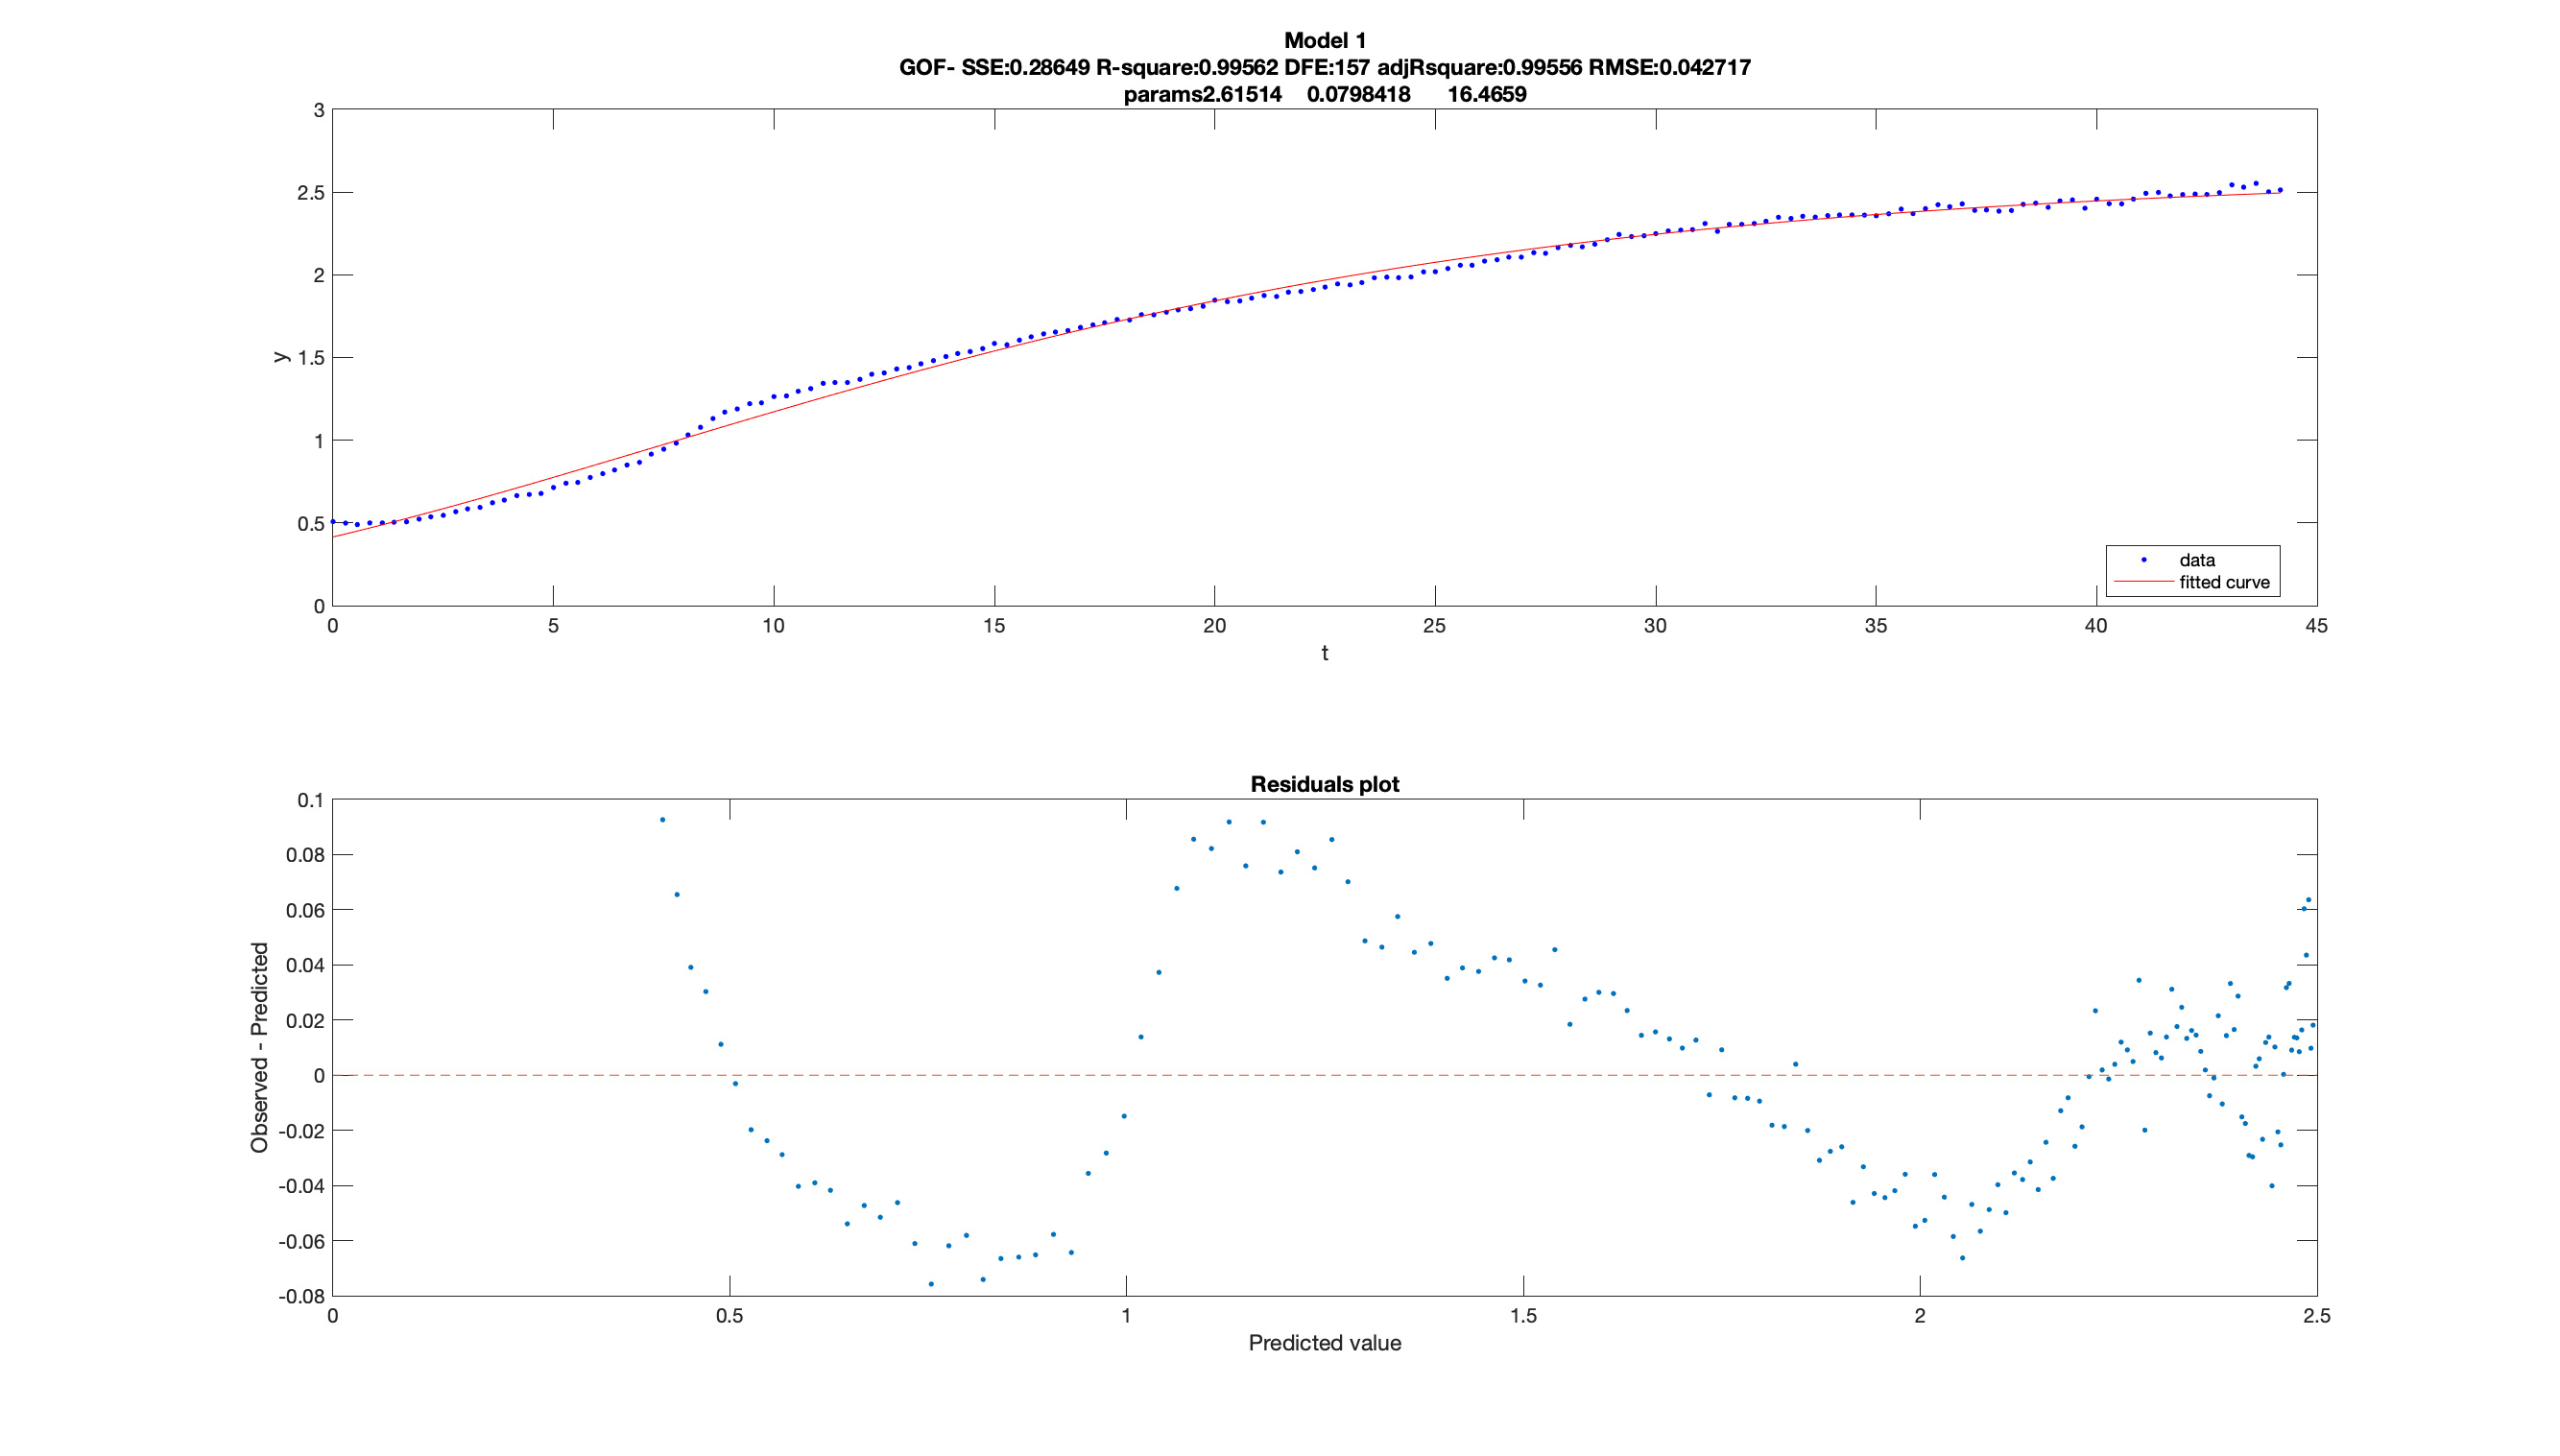 Model 1
GOF- SSE:0.28649 R-square:0.99562 DFE:157 adjRsquare:0.99556 RMSE:0.042717
params2.61514 0.0798418 16.4659
3
2.5
2
1.5
1
0.5
0
y
0 5 10 15 20 25 30 35 40 45
t
data
fitted curve
Residuals plot
0.1
0.08
0.06
0.04
0.02
0
-0.02
-0.04
-0.06
-0.08
Observed - Predicted
0 0.5 1 1.5 2 2.5
Predicted value